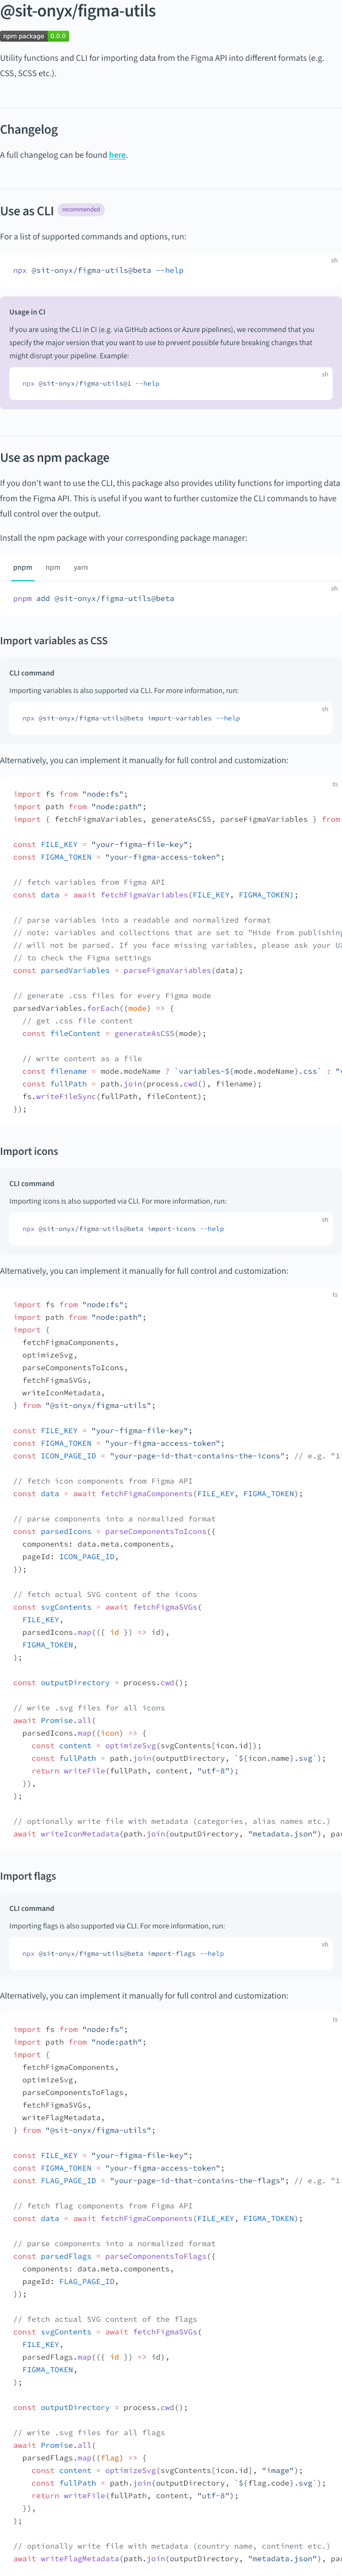 @sit-onyx/figma-utils
npm package 0.0.0
Utility functions and CLI for importing data from the Figma API into different formats (e.g.
CSS, SCSS etc.).
Changelog
A full changelog can be found here.
Use as CLI recommended
For a list of supported commands and options, run:
sh
npx @sit-onyx/figma-utils@beta --help
Usage in CI
If you are using the CLI in CI (e.g. via GitHub actions or Azure pipelines), we recommend that you
specify the major version that you want to use to prevent possible future breaking changes that
might disrupt your pipeline. Example:
sh
npx @sit-onyx/figma-utils@1 --help
Use as npm package
If you don't want to use the CLI, this package also provides utility functions for importing data
from the Figma API. This is useful if you want to further customize the CLI commands to have
full control over the output.
Install the npm package with your corresponding package manager:
pnpm npm yarn
sh
pnpm add @sit-onyx/figma-utils@beta
Import variables as CSS
CLI command
Importing variables is also supported via CLI. For more information, run:
sh
npx @sit-onyx/figma-utils@beta import-variables --help
Alternatively, you can implement it manually for full control and customization:
ts
import fs from "node:fs";
import path from "node:path";
import { fetchFigmaVariables, generateAsCSS, parseFigmaVariables } from
const FILE_KEY = "your-figma-file-key";
const FIGMA_TOKEN = "your-figma-access-token";
// fetch variables from Figma API
const data = await fetchFigmaVariables(FILE_KEY, FIGMA_TOKEN);
// parse variables into a readable and normalized format
// note: variables and collections that are set to "Hide from publishing
// will not be parsed. If you face missing variables, please ask your UX
// to check the Figma settings
const parsedVariables = parseFigmaVariables(data);
// generate .css files for every Figma mode
parsedVariables.forEach((mode) => {
// get .css file content
const fileContent = generateAsCSS(mode);
// write content as a file
const filename = mode.modeName ? `variables-${mode.modeName}.css` : "v
const fullPath = path.join(process.cwd(), filename);
fs.writeFileSync(fullPath, fileContent);
});
Import icons
CLI command
Importing icons is also supported via CLI. For more information, run:
sh
npx @sit-onyx/figma-utils@beta import-icons --help
Alternatively, you can implement it manually for full control and customization:
ts
import fs from "node:fs";
import path from "node:path";
import {
fetchFigmaComponents,
optimizeSvg,
parseComponentsToIcons,
fetchFigmaSVGs,
writeIconMetadata,
} from "@sit-onyx/figma-utils";
const FILE_KEY = "your-figma-file-key";
const FIGMA_TOKEN = "your-figma-access-token";
const ICON_PAGE_ID = "your-page-id-that-contains-the-icons"; // e.g. "1:
// fetch icon components from Figma API
const data = await fetchFigmaComponents(FILE_KEY, FIGMA_TOKEN);
// parse components into a normalized format
const parsedIcons = parseComponentsToIcons({
components: data.meta.components,
pageId: ICON_PAGE_ID,
});
// fetch actual SVG content of the icons
const svgContents = await fetchFigmaSVGs(
FILE_KEY,
parsedIcons.map(({ id }) => id),
FIGMA_TOKEN,
);
const outputDirectory = process.cwd();
// write .svg files for all icons
await Promise.all(
parsedIcons.map((icon) => {
const content = optimizeSvg(svgContents[icon.id]);
const fullPath = path.join(outputDirectory, `${icon.name}.svg`);
return writeFile(fullPath, content, "utf-8");
}),
);
// optionally write file with metadata (categories, alias names etc.)
await writeIconMetadata(path.join(outputDirectory, "metadata.json"), par
Import flags
CLI command
Importing flags is also supported via CLI. For more information, run:
sh
npx @sit-onyx/figma-utils@beta import-flags --help
Alternatively, you can implement it manually for full control and customization:
ts
import fs from "node:fs";
import path from "node:path";
import {
fetchFigmaComponents,
optimizeSvg,
parseComponentsToFlags,
fetchFigmaSVGs,
writeFlagMetadata,
} from "@sit-onyx/figma-utils";
const FILE_KEY = "your-figma-file-key";
const FIGMA_TOKEN = "your-figma-access-token";
const FLAG_PAGE_ID = "your-page-id-that-contains-the-flags"; // e.g. "1:
// fetch flag components from Figma API
const data = await fetchFigmaComponents(FILE_KEY, FIGMA_TOKEN);
// parse components into a normalized format
const parsedFlags = parseComponentsToFlags({
components: data.meta.components,
pageId: FLAG_PAGE_ID,
});
// fetch actual SVG content of the flags
const svgContents = await fetchFigmaSVGs(
FILE_KEY,
parsedFlags.map(({ id }) => id),
FIGMA_TOKEN,
);
const outputDirectory = process.cwd();
// write .svg files for all flags
await Promise.all(
parsedFlags.map((flag) => {
const content = optimizeSvg(svgContents[icon.id], "image");
const fullPath = path.join(outputDirectory, `${flag.code}.svg`);
return writeFile(fullPath, content, "utf-8");
}),
);
// optionally write file with metadata (country name, continent etc.)
await writeFlagMetadata(path.join(outputDirectory, "metadata.json"), par